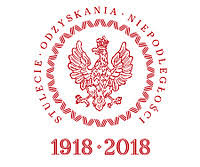 STULECIE · ODZYSKANIA · NIEPODLEGŁOŚCI
1918 · 2018